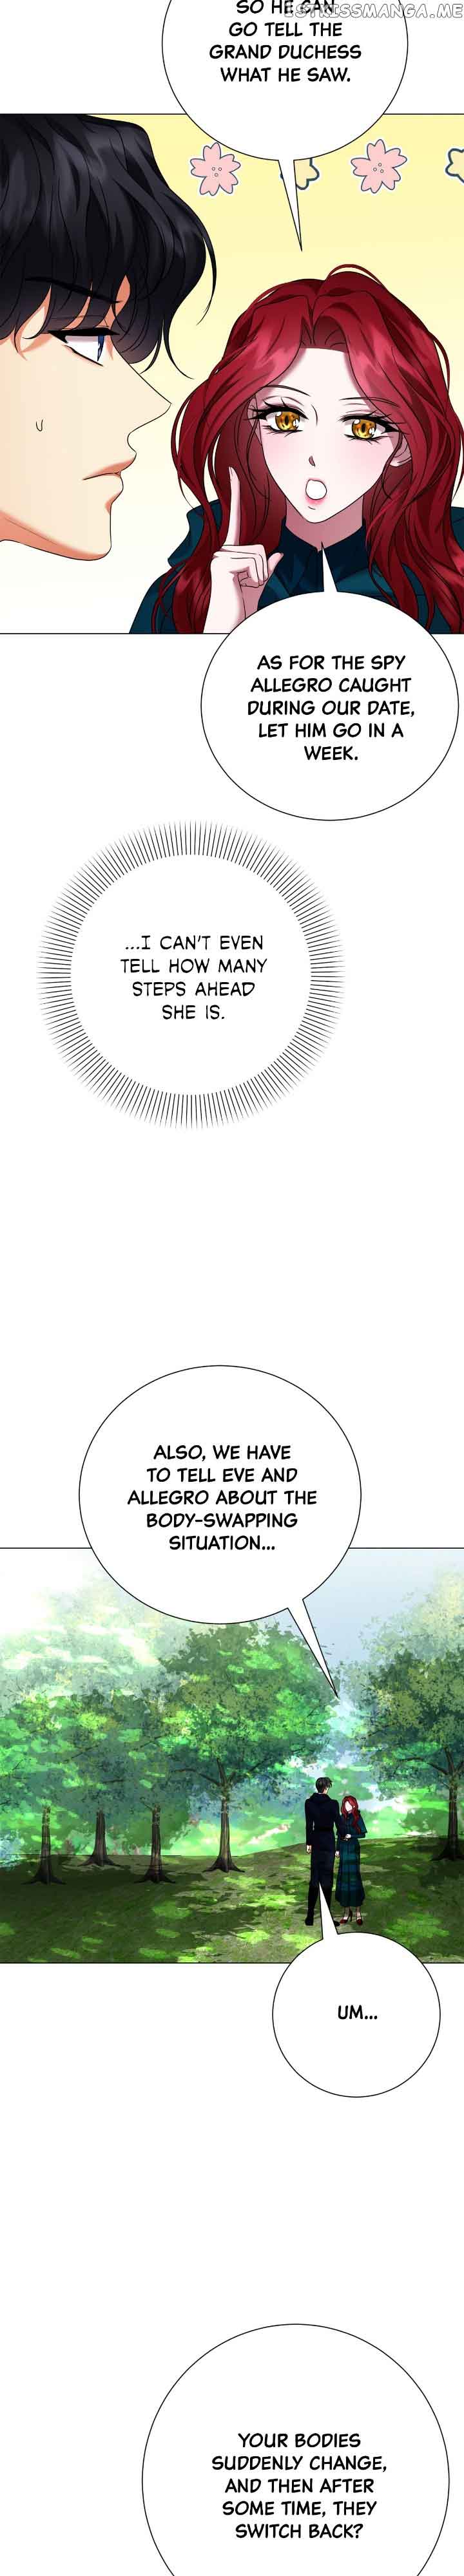 ISTKISSMANGA.ME
SO HE CAN
GO TELL THE
GRAND DUCHESS
WHAT HE SAW.
AS FOR THE SPY
ALLEGRO CAUGHT
DURING OUR DATE,
LET HIM GO IN A
WEEK.
...I CAN'T EVEN
TELL HOW MANY
STEPS AHEAD
SHE IS.
ALSO, WE HAVE
TO TELL EVE AND
ALLEGRO ABOUT THE
BODY-SWAPPING
SITUATION...
UM...
YOUR BODIES
SUDDENLY CHANGE,
AND THEN AFTER
SOME TIME, THEY
SWITCH BACK?